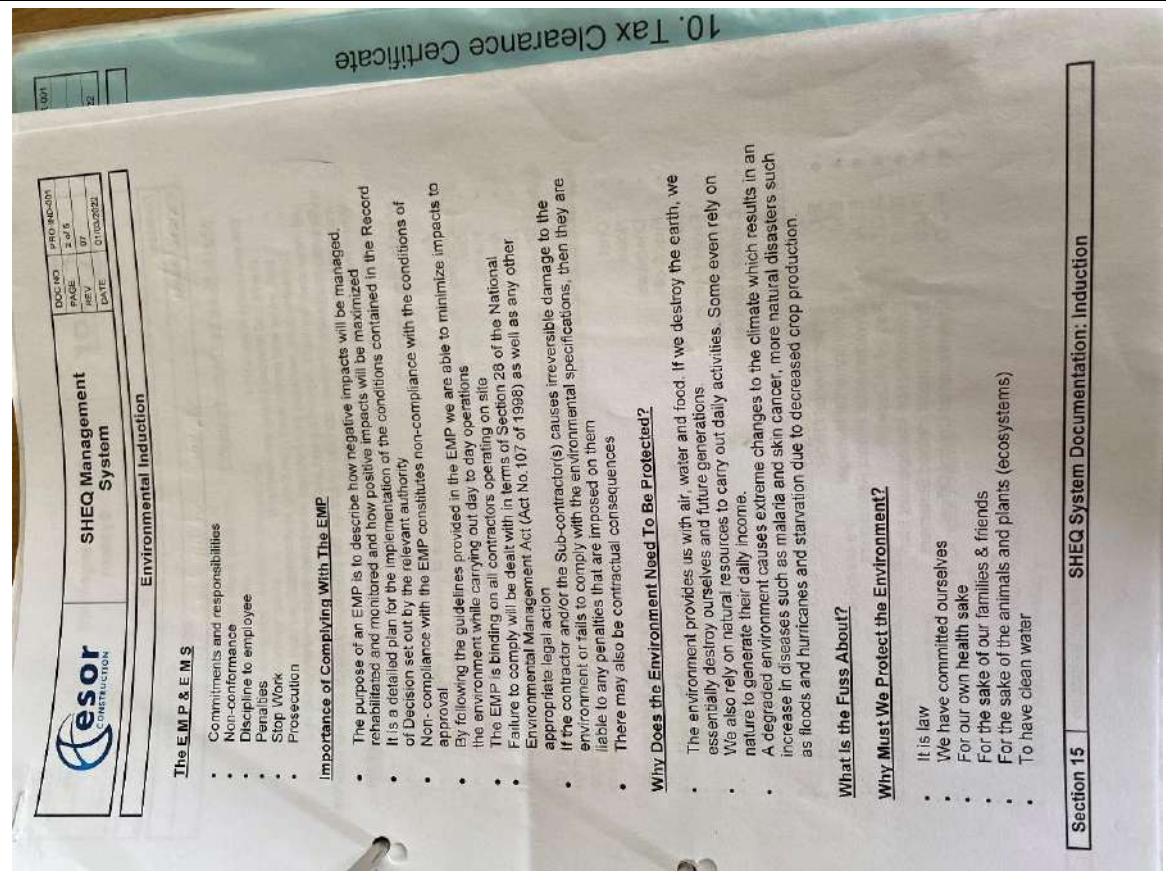 esor
CONSTRUCTION
SHEQ Management
System
DOC NO PRO IND-001
PAGE 2 of 5
REV 07
DATE 01/03/2022
Environmental Induction
The E M P & E M S
• Commitments and responsibilities
• Non-conformance
• Discipline to employee
• Penalties
• Stop Work
• Prosecution
Importance of Complying With The EMP
• The purpose of an EMP is to describe how negative impacts will be managed,
rehabilitated and monitored and how positive impacts will be maximized
• It is a detailed plan for the implementation of the conditions contained in the Record
of Decision set out by the relevant authority
• Non- compliance with the EMP constitutes non-compliance with the conditions of
approval
• By following the guidelines provided in the EMP we are able to minimize impacts to
the environment while carrying out day to day operations
• The EMP is binding on all contractors operating on site
• Failure to comply will be dealt with in terms of Section 28 of the National
Environmental Management Act (Act No.107 of 1998) as well as any other
appropriate legal action
• If the contractor and/or the Sub-contractor(s) causes irreversible damage to the
environment or fails to comply with the environmental specifications, then they are
liable to any penalties that are imposed on them
• There may also be contractual consequences
Why Does the Environment Need To Be Protected?
• The environment provides us with air, water and food. If we destroy the earth, we
essentially destroy ourselves and future generations
• We also rely on natural resources to carry out daily activities. Some even rely on
nature to generate their daily income.
• A degraded environment causes extreme changes to the climate which results in an
increase in diseases such as malaria and skin cancer, more natural disasters such
as floods and hurricanes and starvation due to decreased crop production
What Is the Fuss About?
Why Must We Protect the Environment?
• It is law
• We have committed ourselves
• For our own health sake
• For the sake of our families & friends
• For the sake of the animals and plants (ecosystems)
• To have clean water
Section 15 SHEQ System Documentation: Induction
10. Tax Clearance Certificate